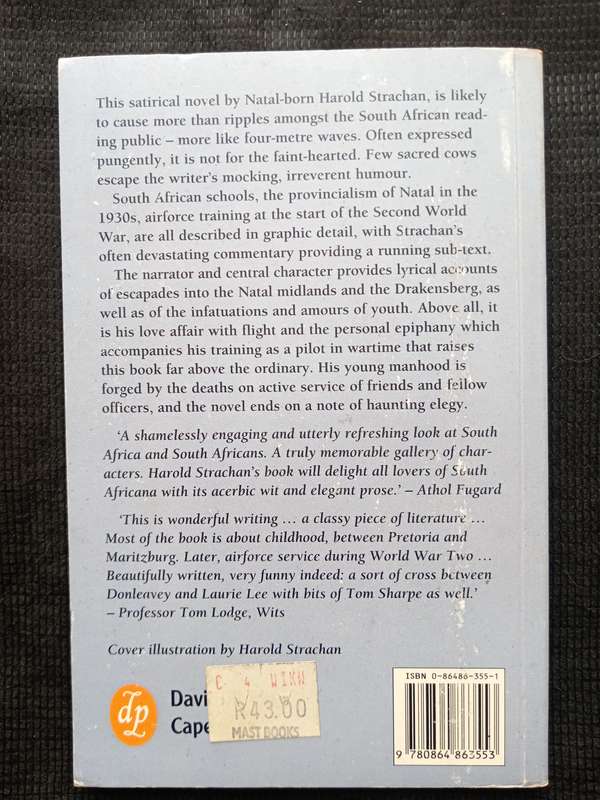 This satirical novel by Natal-born Harold Strachan, is likely
to cause more than ripples amongst the South African read-
ing public – more like four-metre waves. Often expressed
pungently, it is not for the faint-hearted. Few sacred cows
escape the writer's mocking, irreverent humour.
South African schools, the provincialism of Natal in the
1930s, airforce training at the start of the Second World
War, are all described in graphic detail, with Strachan's
often devastating commentary providing a running sub-text.
The narrator and central character provides lyrical accounts
of escapades into the Natal midlands and the Drakensberg, as
well as of the infatuations and amours of youth. Above all, it
is his love affair with flight and the personal epiphany which
accompanies his training as a pilot in wartime that raises
this book far above the ordinary. His young manhood is
forged by the deaths on active service of friends and fellow
officers, and the novel ends on a note of haunting elegy.
'A shamelessly engaging and utterly refreshing look at South
Africa and South Africans. A truly memorable gallery of char-
acters. Harold Strachan's book will delight all lovers of South
Africana with its acerbic wit and elegant prose.' – Athol Fugard
'This is wonderful writing … a classy piece of literature …
Most of the book is about childhood, between Pretoria and
Maritzburg. Later, airforce service during World War Two …
Beautifully written, very funny indeed: a sort of cross between
Donleavey and Laurie Lee with bits of Tom Sharpe as well.'
– Professor Tom Lodge, Wits
Cover illustration by Harold Strachan
dp
Davi
Cape
R43.00
MAST BOOKS
ISBN 0-86486-355-1
9 780864 863553